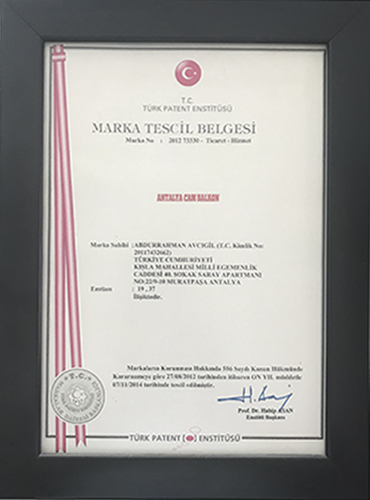 T.C.
TÜRK PATENT ENSTİTÜSÜ
MARKA TESCİL BELGESİ
Marka No : 2012 73330 - Ticaret - Hizmet
ANTALYA CAM BALKON
Marka Sahibi : ABDURRAHMAN AVCIGİL (T.C. Kimlik No:
20117432662)
TÜRKİYE CUMHURİYETİ
KIŞLA MAHALLESİ MİLLİ EGEMENLİK
CADDESİ 40. SOKAK SARAY APARTMANI
NO:22/9-10 MURATPAŞA ANTALYA
Emtian : 19 , 37
İlişiktedir.
Markaların Korunması Hakkında 556 Sayılı Kanun Hükmünde
Kararnameye göre 27/08/2012 tarihinden itibaren ON YIL müddetle
07/11/2014 tarihinde tescil edilmiştir.
Prof. Dr. Habip ASAN
Enstitü Başkanı
T.C.
TÜRK PATENT ENSTİTÜSÜ